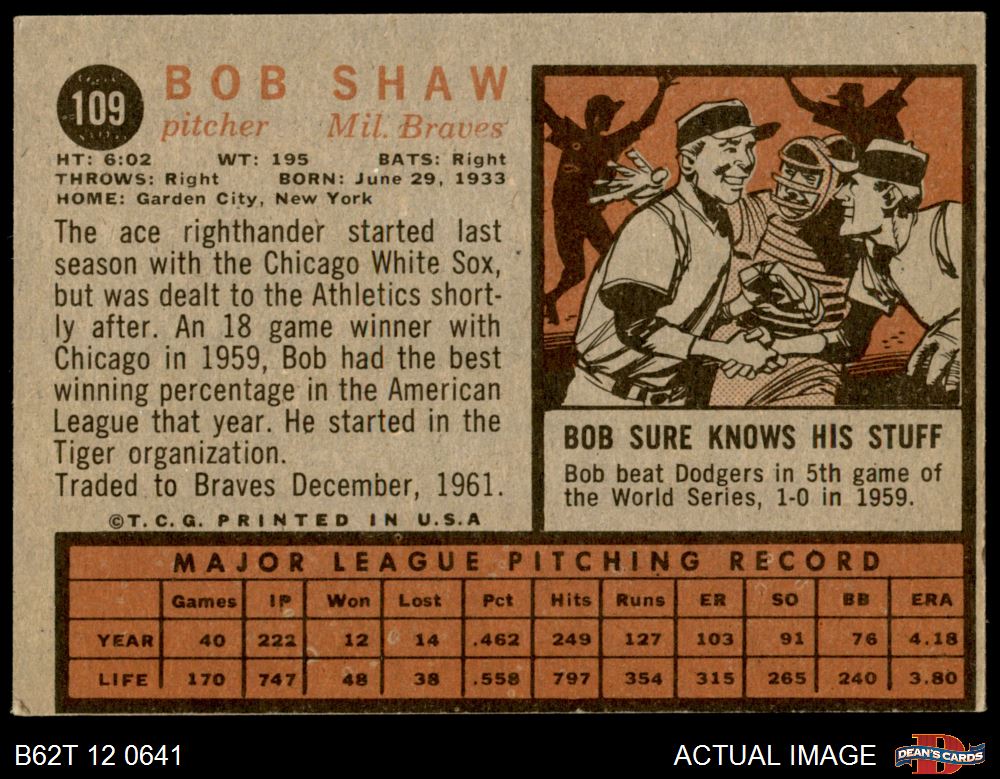 109
BOB SHAW
pitcher Mil. Braves
HT: 6:02 WT: 195 BATS: Right
THROWS: Right BORN: June 29, 1933
HOME: Garden City, New York
The ace righthander started last
season with the Chicago White Sox,
but was dealt to the Athletics short-
ly after. An 18 game winner with
Chicago in 1959, Bob had the best
winning percentage in the American
League that year. He started in the
Tiger organization.
Traded to Braves December, 1961.
©T.C.G. PRINTED IN U.S.A
BOB SURE KNOWS HIS STUFF
Bob beat Dodgers in 5th game of
the World Series, 1-0 in 1959.
MAJOR LEAGUE PITCHING RECORD
Games IP Won Lost Pct Hits Runs ER SO BB ERA
YEAR 40 222 12 14 .462 249 127 103 91 76 4.18
LIFE 170 747 48 38 .558 797 354 315 265 240 3.80
B62T 12 0641
ACTUAL IMAGE
DEAN'S CARDS